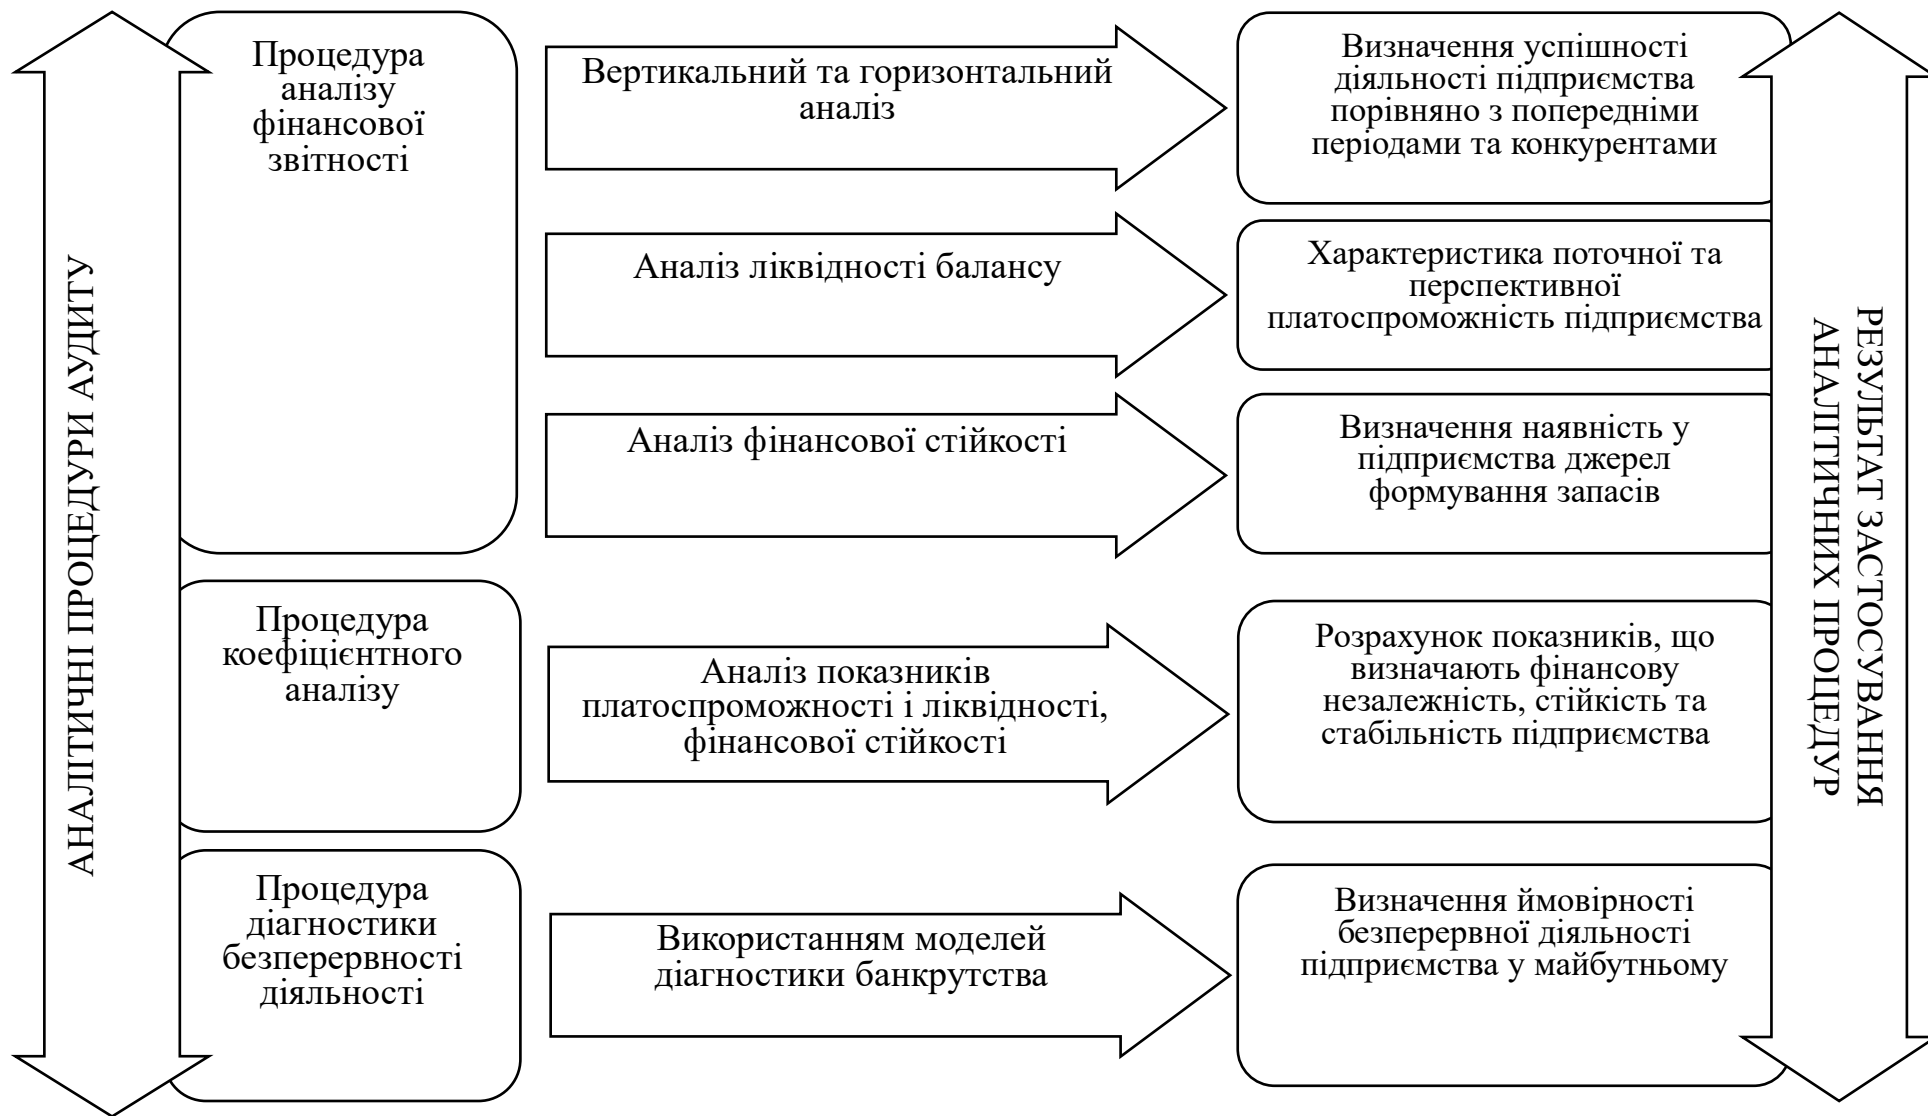 АНАЛІТИЧНІ ПРОЦЕДУРИ АУДИТУ
Процедура
аналізу
фінансової
звітності
Вертикальний та горизонтальний
аналіз
Визначення успішності
діяльності підприємства
порівняно з попередніми
періодами та конкурентами
Аналіз ліквідності балансу
Характеристика поточної та
перспективної
платоспроможність підприємства
Аналіз фінансової стійкості
Визначення наявність у
підприємства джерел
формування запасів
Процедура
коефіцієнтного
аналізу
Аналіз показників
платоспроможності і ліквідності,
фінансової стійкості
Розрахунок показників, що
визначають фінансову
незалежність, стійкість та
стабільність підприємства
Процедура
діагностики
безперервності
діяльності
Використанням моделей
діагностики банкрутства
Визначення ймовірності
безперервної діяльності
підприємства у майбутньому
РЕЗУЛЬТАТ ЗАСТОСУВАННЯ
АНАЛІТИЧНИХ ПРОЦЕДУР